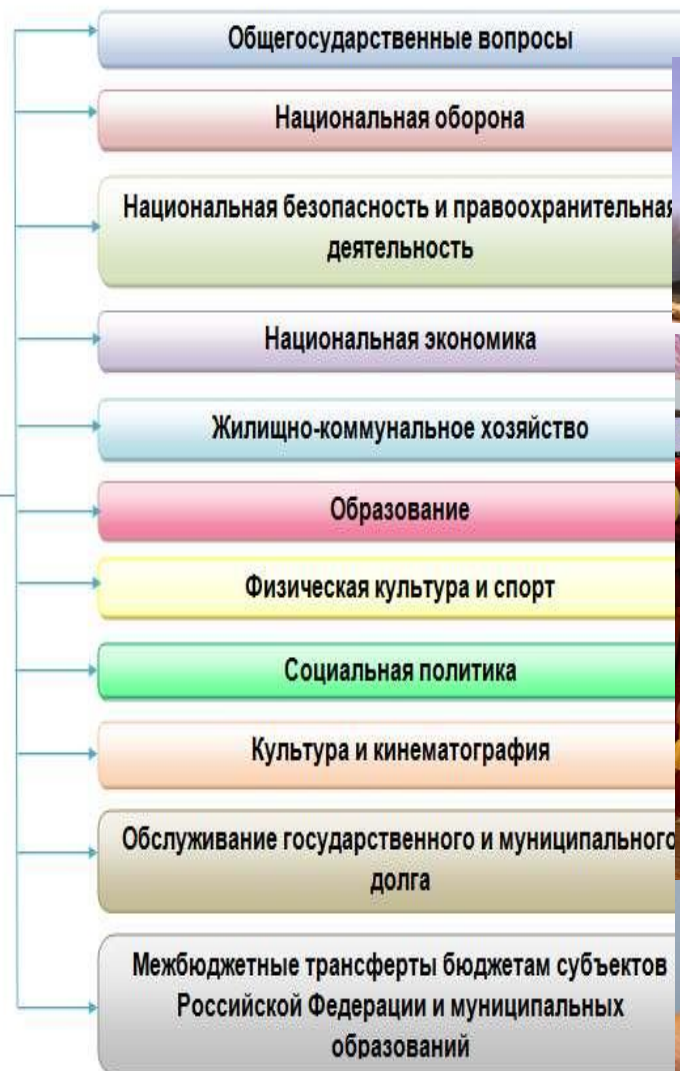 Общегосударственные вопросы
Национальная оборона
Национальная безопасность и правоохранительная
деятельность
Национальная экономика
Жилищно-коммунальное хозяйство
Образование
Физическая культура и спорт
Социальная политика
Культура и кинематография
Обслуживание государственного и муниципального
долга
Межбюджетные трансферты бюджетам субъектов
Российской Федерации и муниципальных
образований